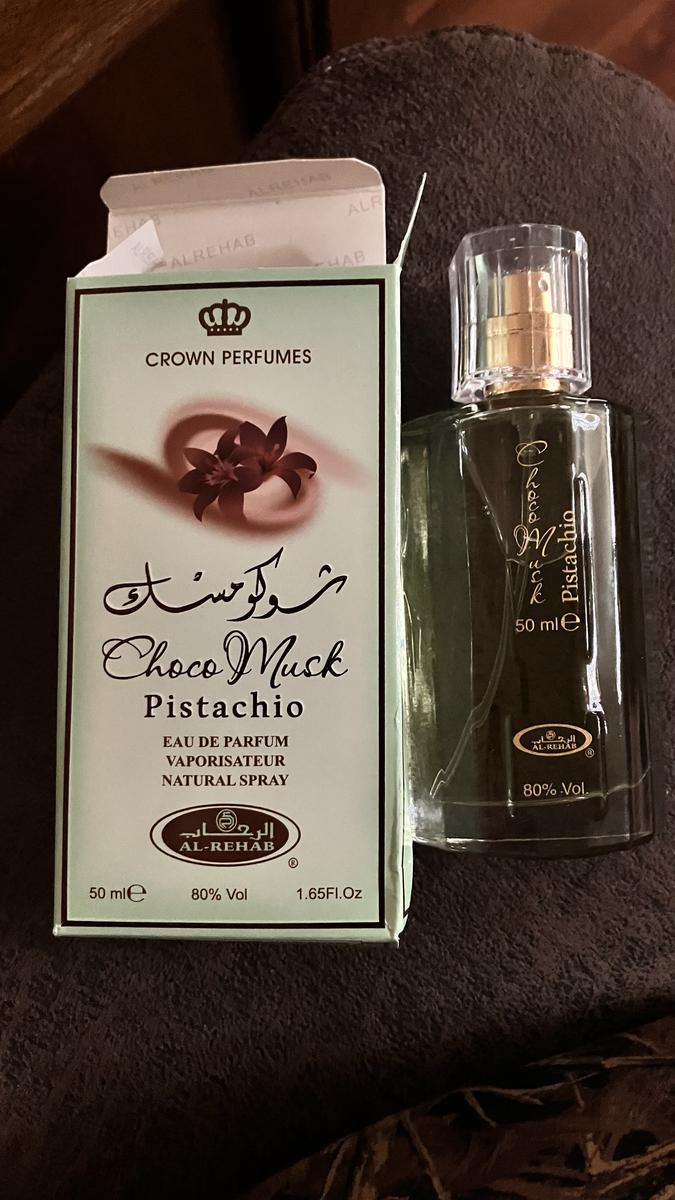 ALREHAB
ALREHAB
CROWN PERFUMES
شوكومسك
Choco Musk
Pistachio
EAU DE PARFUM
VAPORISATEUR
NATURAL SPRAY
الرحاب
AL-REHAB
®
50 ml℮ 80% Vol 1.65Fl.Oz
Choco Musk
Pistachio
50 ml℮
الرحاب
AL-REHAB
®
80% Vol.